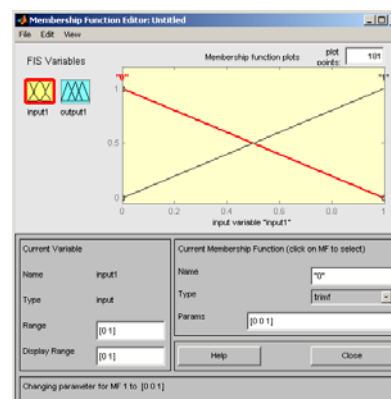 Membership Function Editor: Untitled
File Edit View
FIS Variables
Membership function plots
plot points:
101
"0"
"1"
1
0.5
0
input1
output1
0
0.2
0.4
0.6
0.8
1
input variable "input1"
Current Variable
Current Membership Function (click on MF to select)
Name
input1
Name
"0"
Type
input
Type
trimf
Params
[0 0 1]
Range
[0 1]
Display Range
[0 1]
Help
Close
Changing parameter for MF 1 to [0 0 1]